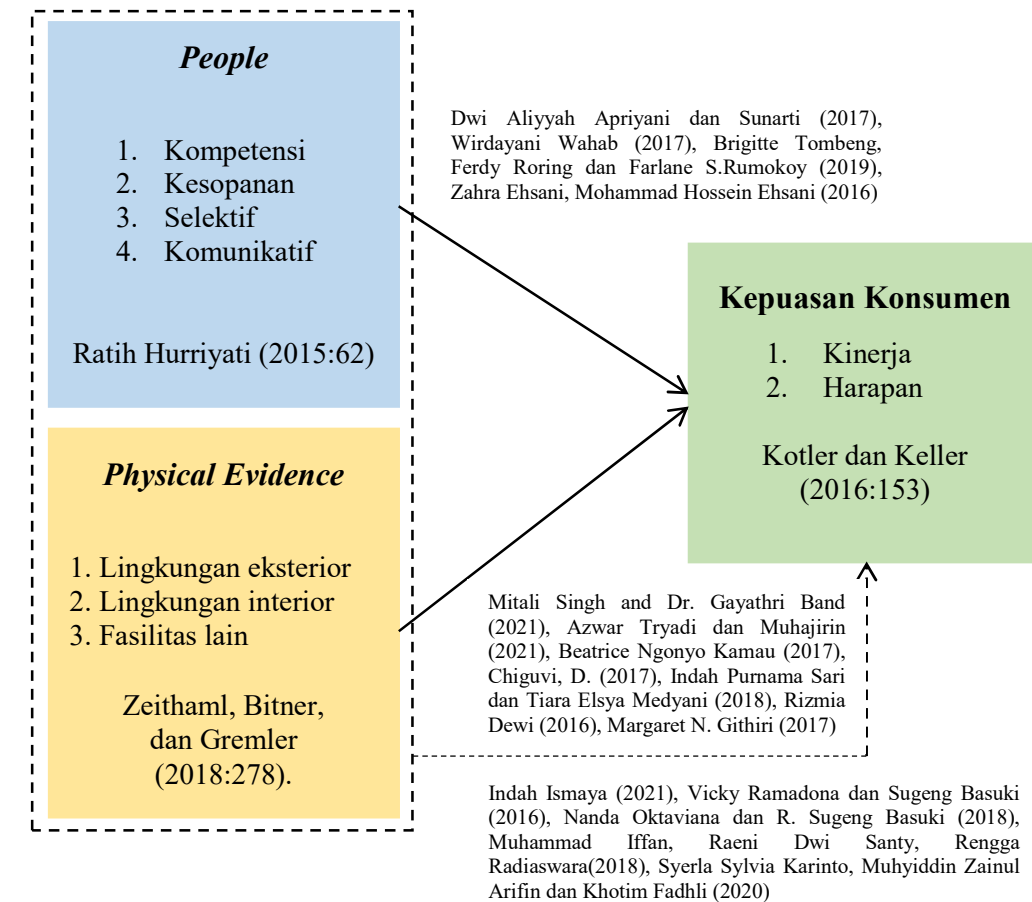 People
1. Kompetensi
2. Kesopanan
3. Selektif
4. Komunikatif
Ratih Hurriyati (2015:62)
Dwi Aliyyah Apriyani dan Sunarti (2017),
Wirdayani Wahab (2017), Brigitte Tombeng,
Ferdy Roring dan Farlane S.Rumokoy (2019),
Zahra Ehsani, Mohammad Hossein Ehsani (2016)
Kepuasan Konsumen
1. Kinerja
2. Harapan
Kotler dan Keller
(2016:153)
Physical Evidence
1. Lingkungan eksterior
2. Lingkungan interior
3. Fasilitas lain
Zeithaml, Bitner,
dan Gremler
(2018:278).
Mitali Singh and Dr. Gayathri Band
(2021), Azwar Tryadi dan Muhajirin
(2021), Beatrice Ngonyo Kamau (2017),
Chiguvi, D. (2017), Indah Purnama Sari
dan Tiara Elsya Medyani (2018), Rizmia
Dewi (2016), Margaret N. Githiri (2017)
Indah Ismaya (2021), Vicky Ramadona dan Sugeng Basuki
(2016), Nanda Oktaviana dan R. Sugeng Basuki (2018),
Muhammad Iffan, Raeni Dwi Santy, Rengga
Radiaswara(2018), Syerla Sylvia Karinto, Muhyiddin Zainul
Arifin dan Khotim Fadhli (2020)